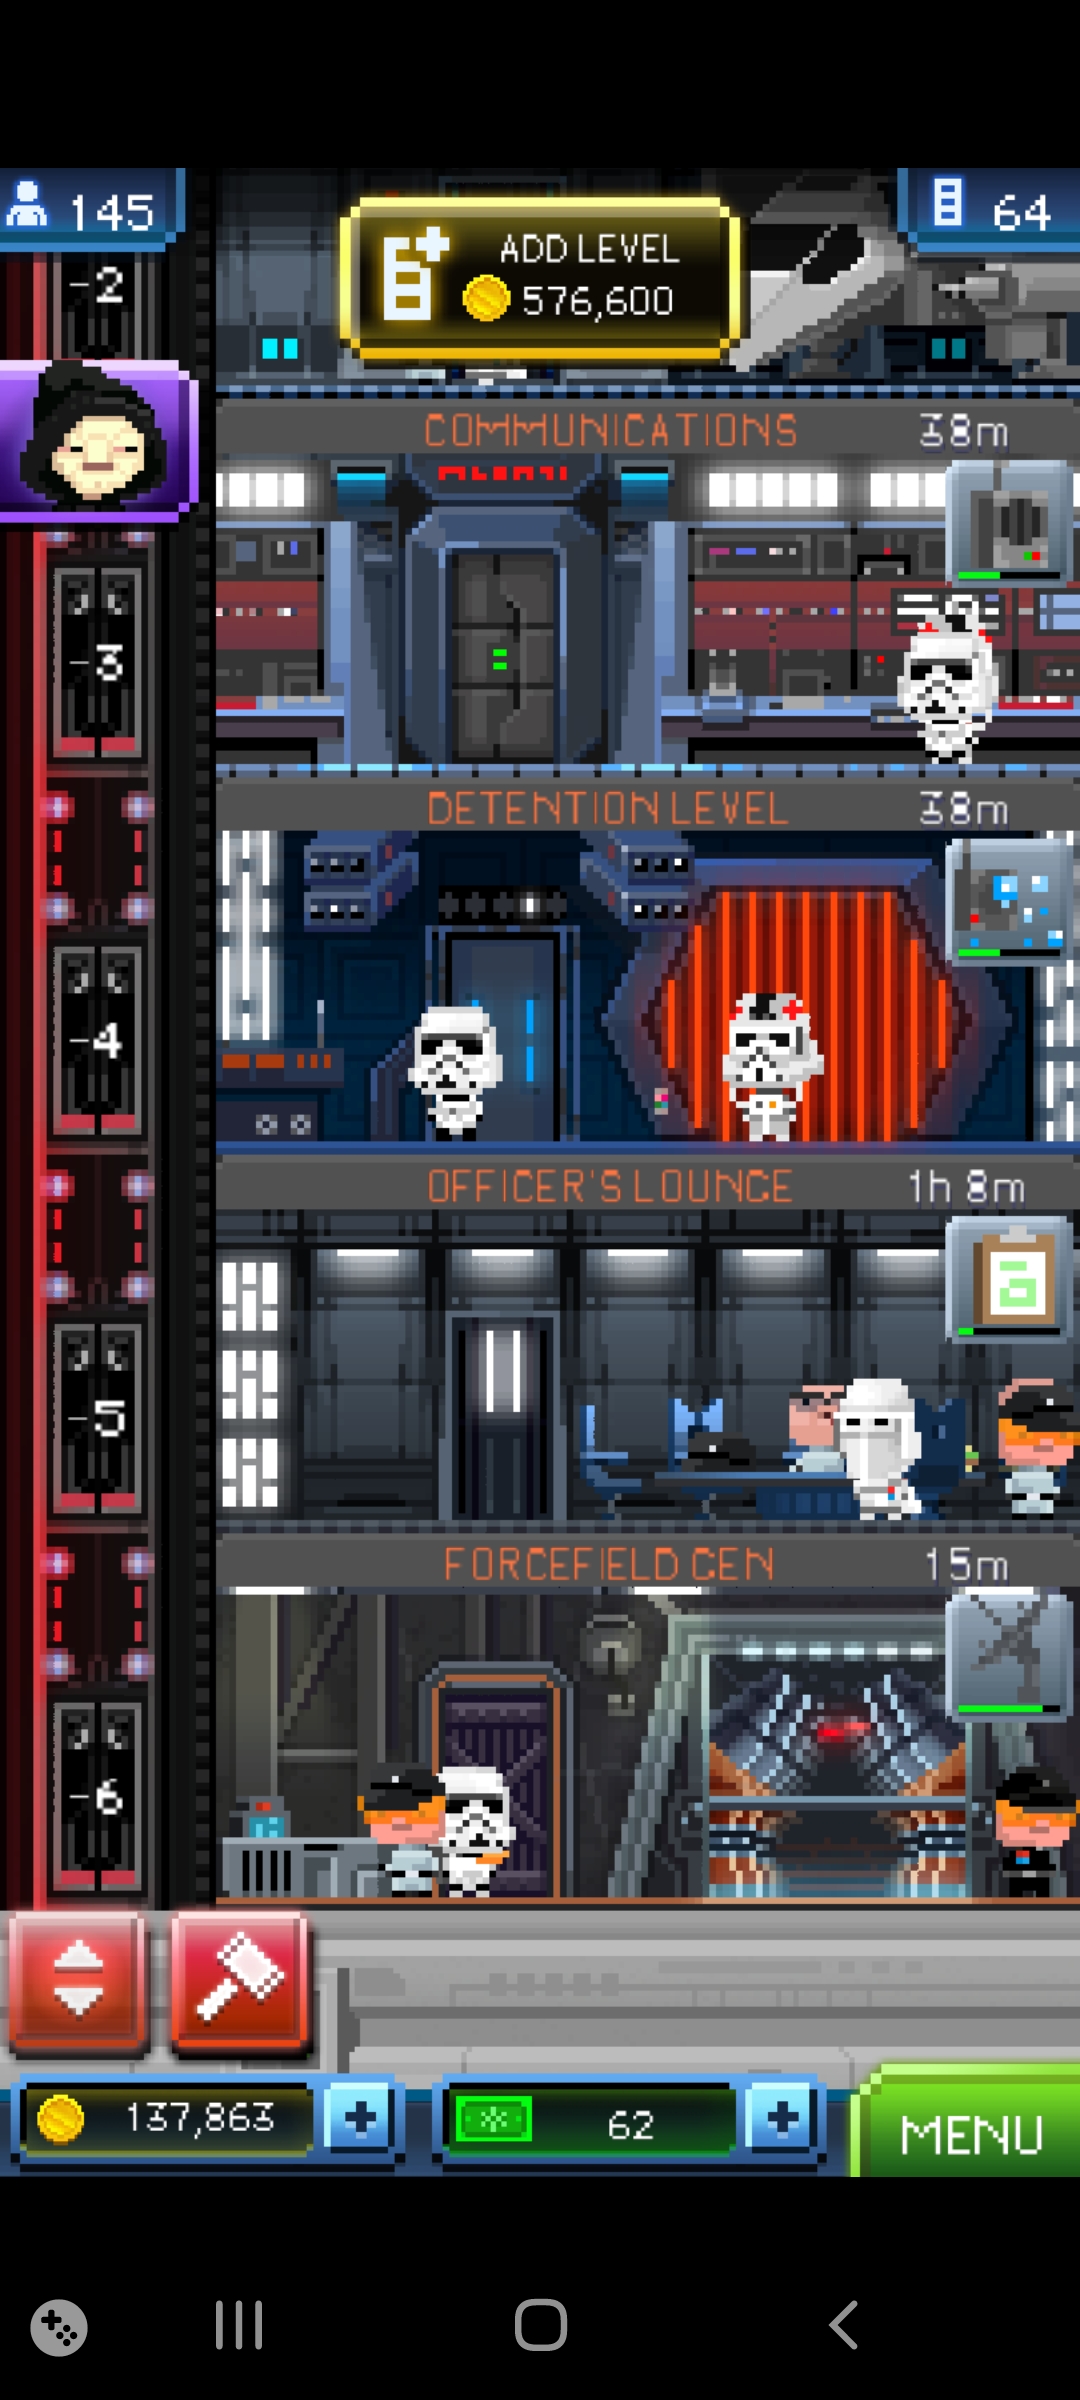 145
ADD LEVEL
576,600
64
-2
COMMUNICATIONS 38m
-3
DETENTION LEVEL 38m
-4
OFFICER'S LOUNGE 1h 8m
-5
FORCEFIELD GEN 15m
-6
137,863
62
MENU